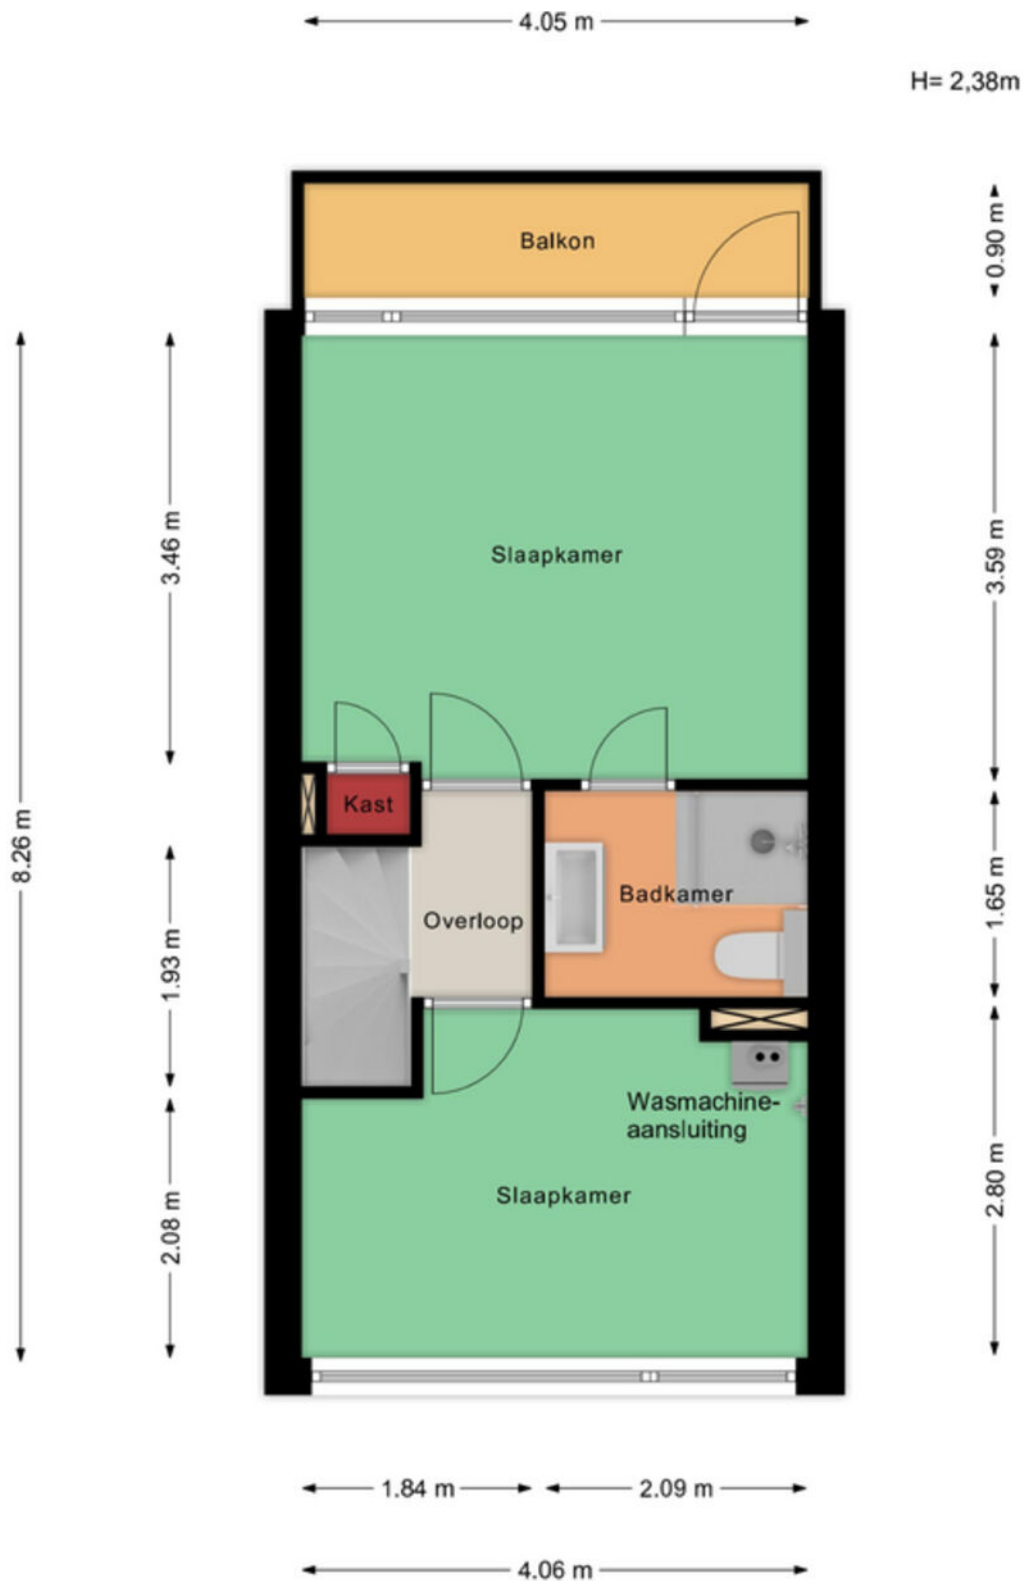 4.05 m
H= 2,38m
Balkon
0.90 m
Slaapkamer
3.46 m
3.59 m
8.26 m
Kast
Overloop
Badkamer
1.65 m
1.93 m
Wasmachine-
aansluiting
Slaapkamer
2.08 m
2.80 m
1.84 m
2.09 m
4.06 m